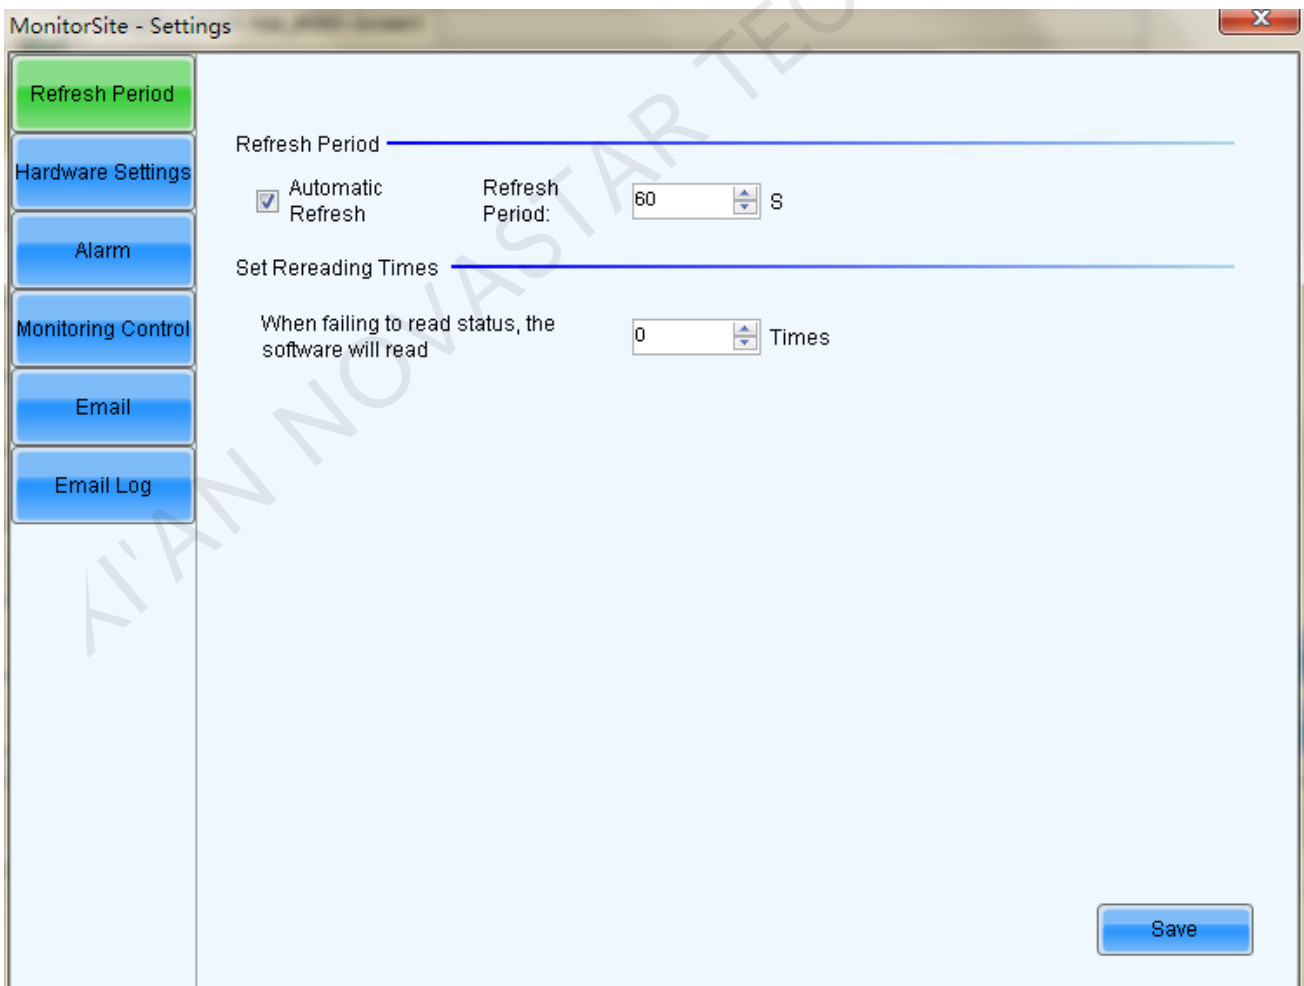 MonitorSite - Settings
x
Refresh Period
Hardware Settings
Alarm
Monitoring Control
Email
Email Log
Refresh Period
Automatic
Refresh
Refresh
Period:
60
S
Set Rereading Times
When failing to read status, the
software will read
0
Times
Save
XI'AN NOVASTAR TEC